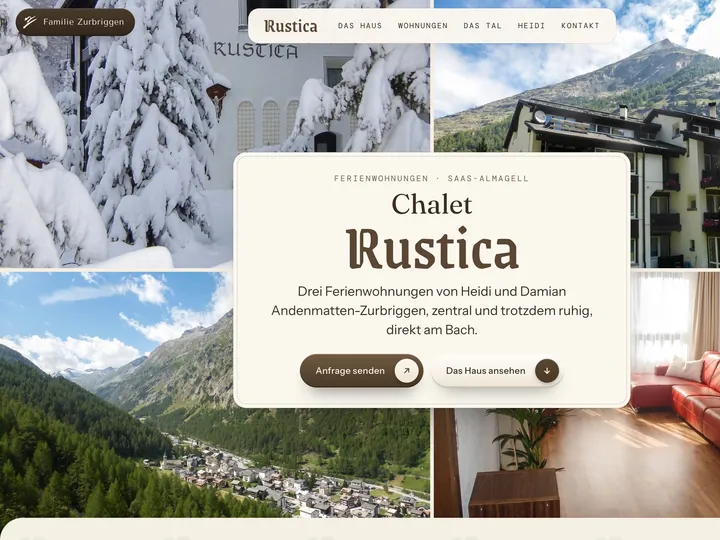 Familie Zurbriggen
Rustica
DAS HAUS
WOHNUNGEN
DAS TAL
HEIDI
KONTAKT
RUSTICA
FERIENWOHNUNGEN · SAAS-ALMAGELL
Chalet
Rustica
Drei Ferienwohnungen von Heidi und Damian
Andenmatten-Zurbriggen, zentral und trotzdem ruhig,
direkt am Bach.
Anfrage senden
Das Haus ansehen